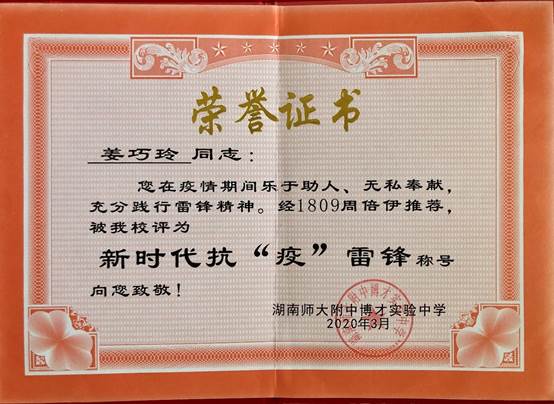 荣誉证书
姜巧玲 同志：
您在疫情期间乐于助人、无私奉献，
充分践行雷锋精神。经1809周倍伊推荐，
被我校评为
新时代抗“疫”雷锋 称号
向您致敬！
湖南师大附中博才实验中学
2020年3月